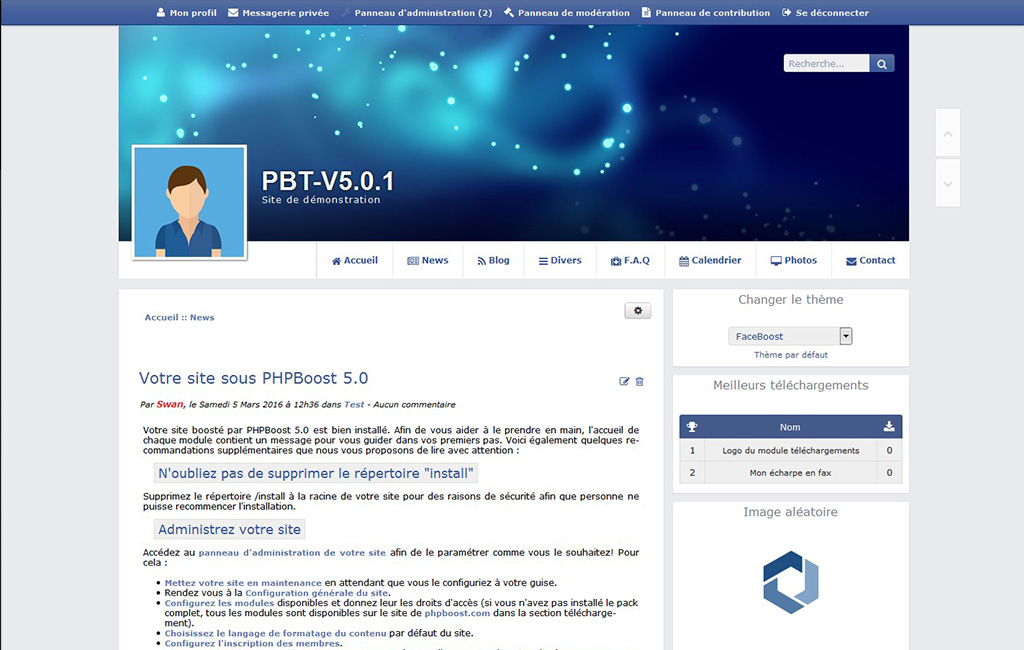 Mon profil Messagerie privée Panneau d'administration (2) Panneau de modération Panneau de contribution Se déconnecter
Recherche...
PBT-V5.0.1
Site de démonstration
Accueil News Blog Divers F.A.Q Calendrier Photos Contact
Accueil :: News
Votre site sous PHPBoost 5.0
Par Swan, le Samedi 5 Mars 2016 à 12h36 dans Test - Aucun commentaire
Votre site boosté par PHPBoost 5.0 est bien installé. Afin de vous aider à le prendre en main, l'accueil de
chaque module contient un message pour vous guider dans vos premiers pas. Voici également quelques re-
commandations supplémentaires que nous vous proposons de lire avec attention :
N'oubliez pas de supprimer le répertoire "install"
Supprimez le répertoire /install à la racine de votre site pour des raisons de sécurité afin que personne ne
puisse recommencer l'installation.
Administrez votre site
Accédez au panneau d'administration de votre site afin de le paramétrer comme vous le souhaitez! Pour
cela :
• Mettez votre site en maintenance en attendant que vous le configuriez à votre guise.
• Rendez vous à la Configuration générale du site.
• Configurez les modules disponibles et donnez leur les droits d'accès (si vous n'avez pas installé le pack
complet, tous les modules sont disponibles sur le site de phpboost.com dans la section télécharge-
ment).
• Choisissez le langage de formatage du contenu par défaut du site.
• Configurez l'inscription des membres.
Changer le thème
FaceBoost
Thème par défaut
Meilleurs téléchargements
Nom
1 Logo du module téléchargements 0
2 Mon écharpe en fax 0
Image aléatoire